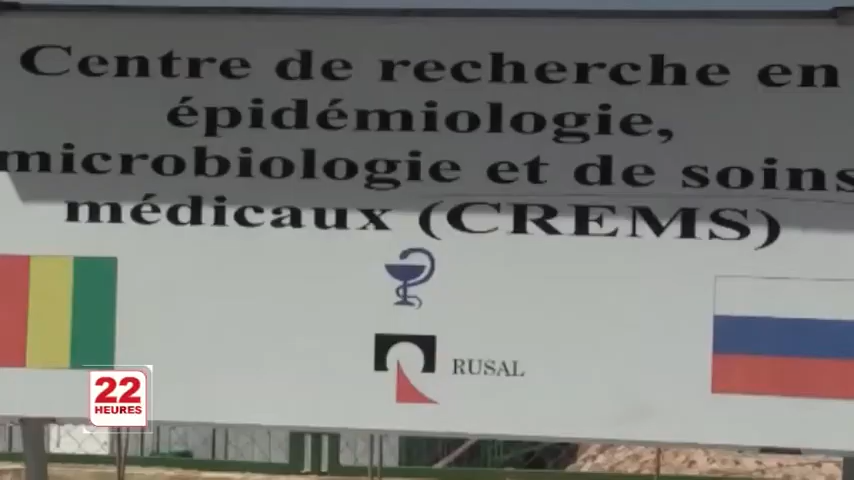 Centre de recherche en
épidémiologie,
microbiologie et de soins
médicaux (CREMS)
RUSAL
22
HEURES